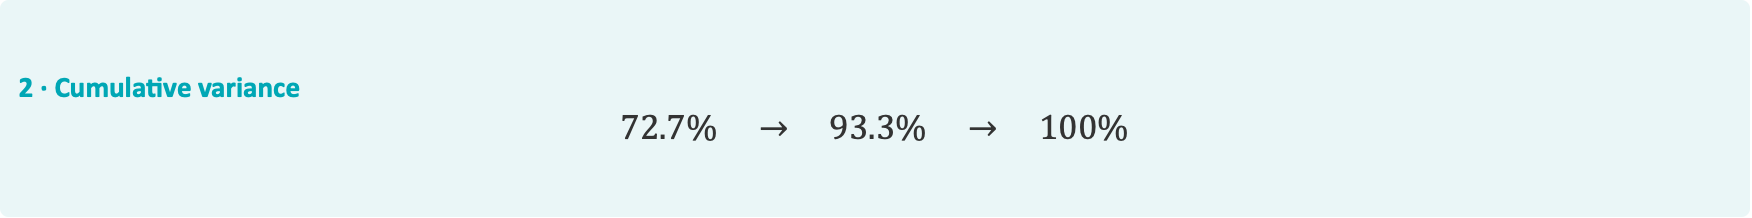 2 · Cumulative variance
72.7% → 93.3% → 100%